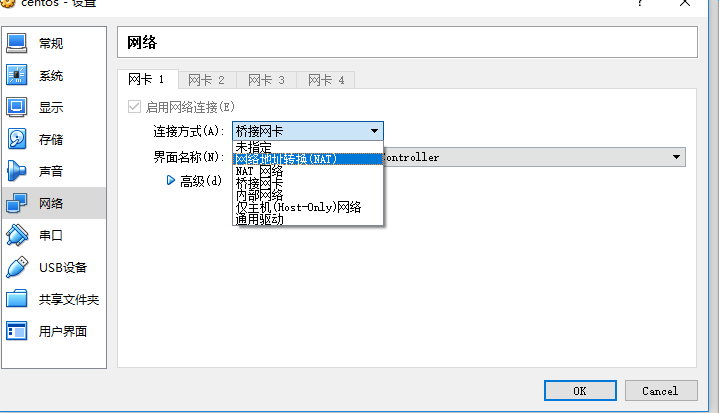 centos - 设置
?
常规
系统
显示
存储
声音
网络
串口
USB设备
共享文件夹
用户界面
网络
网卡 1
网卡 2
网卡 3
网卡 4
启用网络连接(E)
连接方式(A): 桥接网卡
未指定
网络地址转换(NAT)
NAT 网络
桥接网卡
内部网络
仅主机(Host-Only)网络
通用驱动
界面名称(N):
ontroller
高级(d)
OK
Cancel